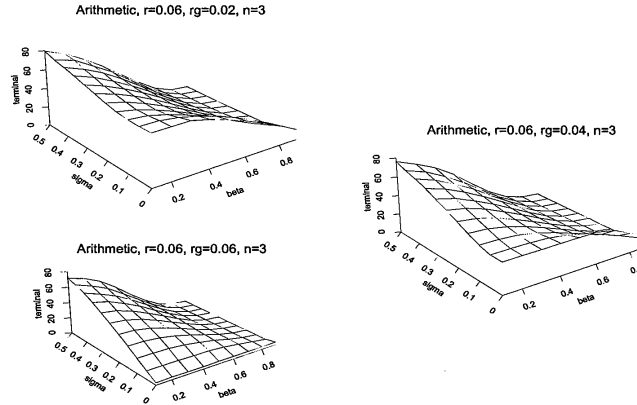 Arithmetic, r=0.06, rg=0.02, n=3
terminal
0 20 40 60 80
0.5 0.4 0.3 0.2 0.1 0
sigma
0.2 0.4 0.6 0.8
beta
Arithmetic, r=0.06, rg=0.04, n=3
terminal
0 20 40 60 80
0.5 0.4 0.3 0.2 0.1 0
sigma
0.2 0.4 0.6
beta
Arithmetic, r=0.06, rg=0.06, n=3
terminal
0 20 40 60 80
0.5 0.4 0.3 0.2 0.1 0
sigma
0.2 0.4 0.6 0.8
beta